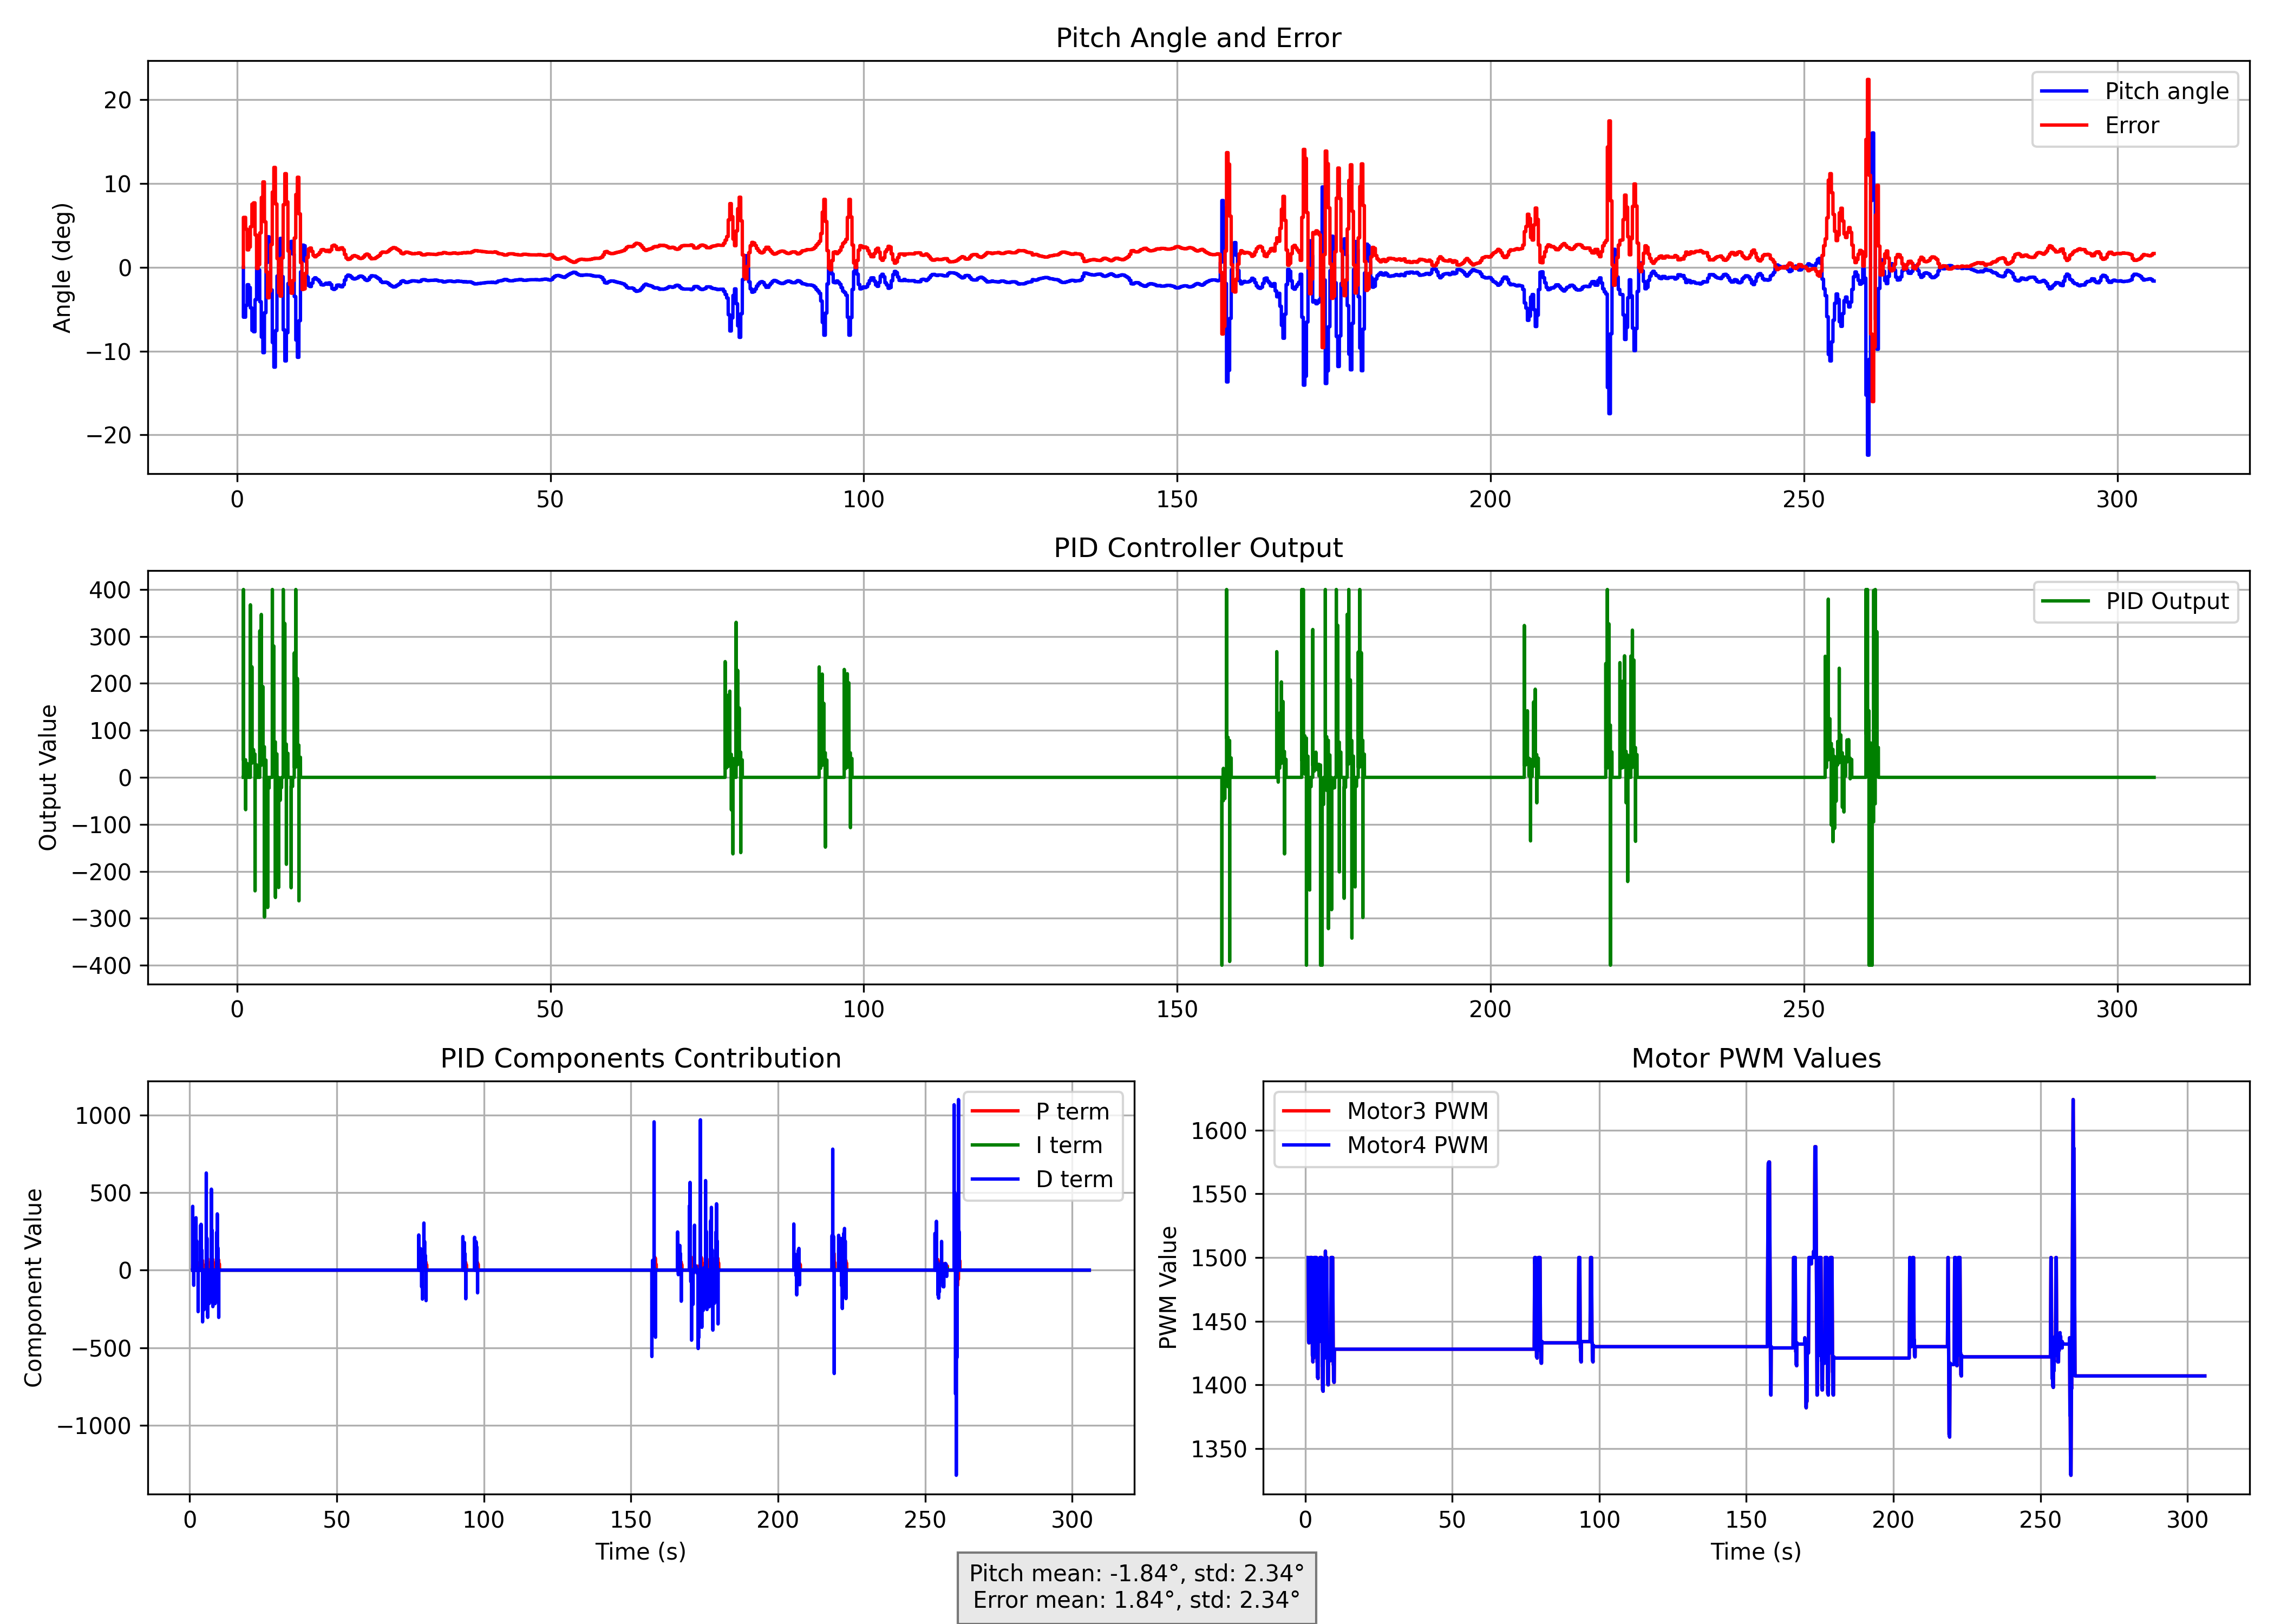 Pitch Angle and Error
Angle (deg)
20
10
0
−10
−20
Pitch angle
Error
0 50 100 150 200 250 300
PID Controller Output
Output Value
400
300
200
100
0
−100
−200
−300
−400
PID Output
0 50 100 150 200 250 300
PID Components Contribution
Component Value
1000
500
0
−500
−1000
P term
I term
D term
0 50 100 150 200 250 300
Time (s)
Motor PWM Values
PWM Value
1600
1550
1500
1450
1400
1350
Motor3 PWM
Motor4 PWM
0 50 100 150 200 250 300
Time (s)
Pitch mean: -1.84°, std: 2.34°
Error mean: 1.84°, std: 2.34°